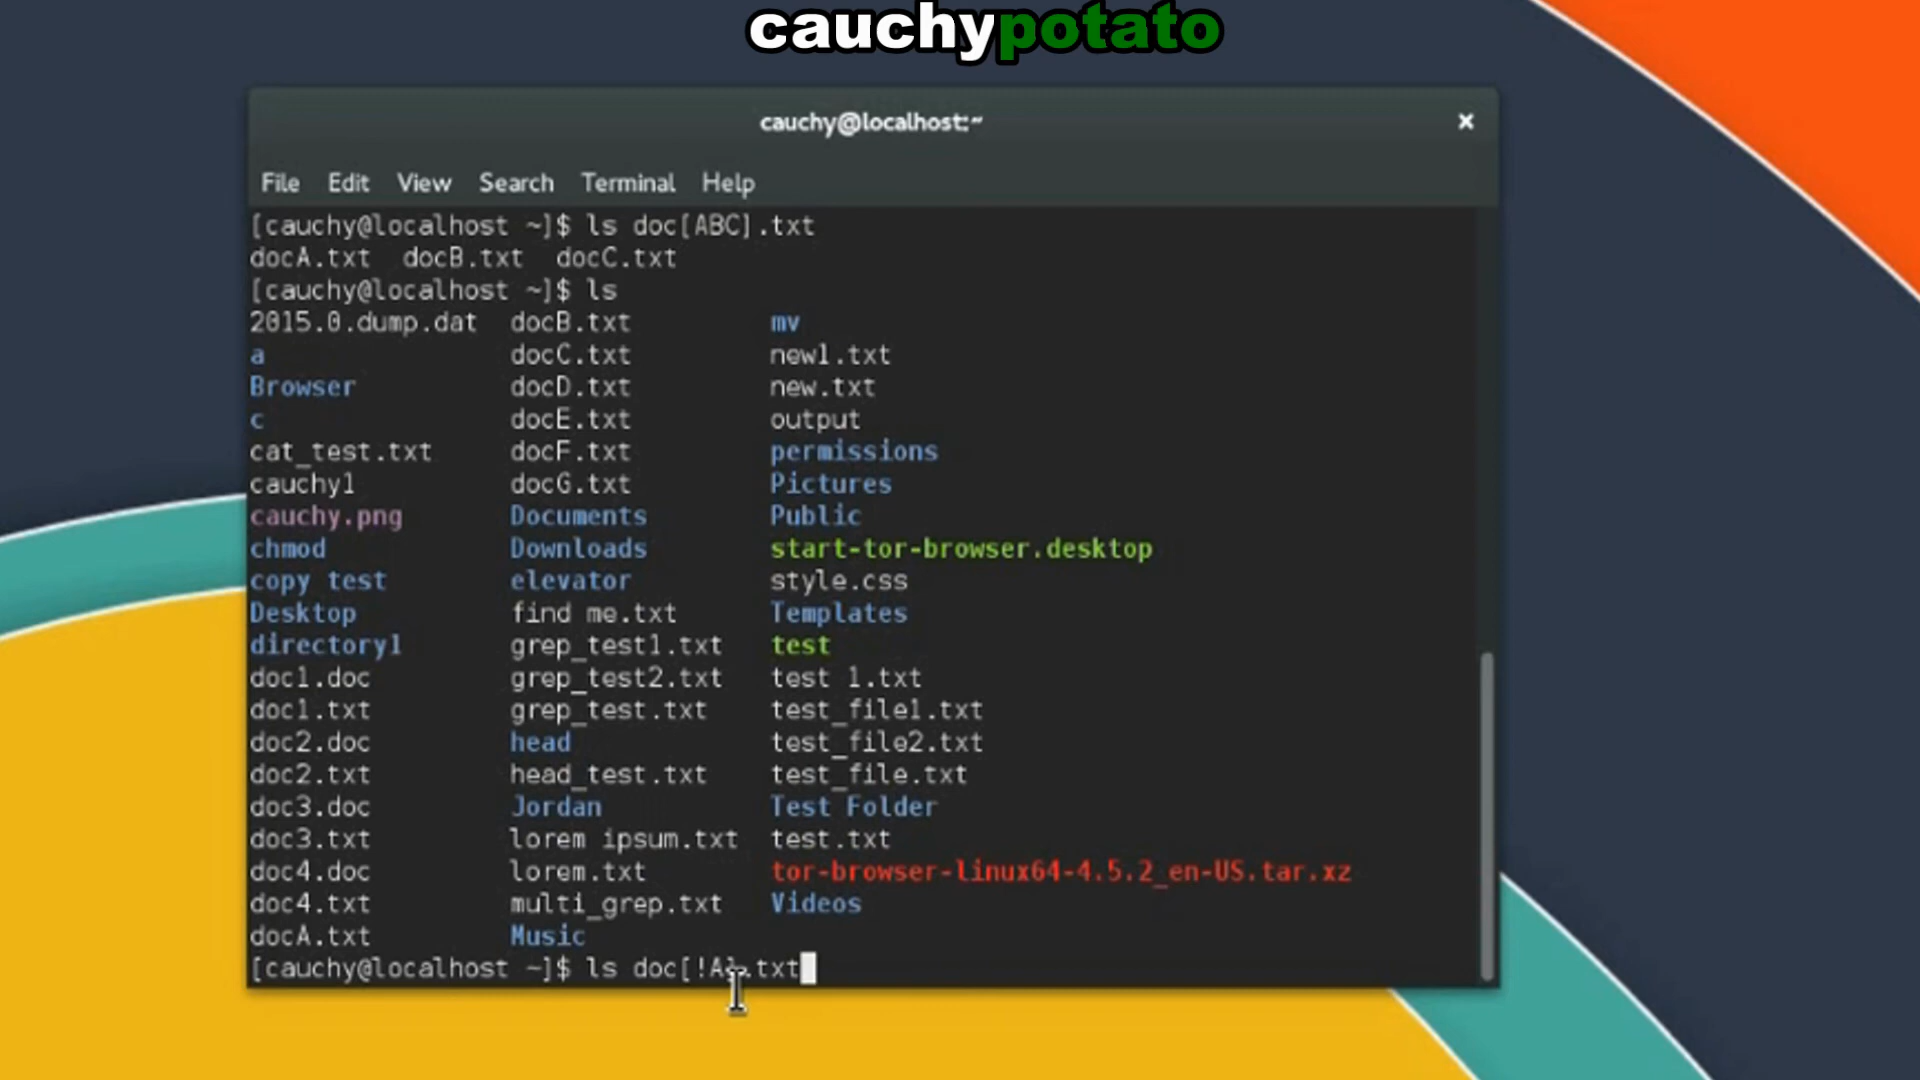 cauchypotato
cauchy@localhost:~
File Edit View Search Terminal Help
[cauchy@localhost ~]$ ls doc[ABC].txt
docA.txt docB.txt docC.txt
[cauchy@localhost ~]$ ls
2015.0.dump.dat docB.txt mv
a docC.txt new1.txt
Browser docD.txt new.txt
c docE.txt output
cat_test.txt docF.txt permissions
cauchy1 docG.txt Pictures
cauchy.png Documents Public
chmod Downloads start-tor-browser.desktop
copy test elevator style.css
Desktop find me.txt Templates
directory1 grep_test1.txt test
doc1.doc grep_test2.txt test 1.txt
doc1.txt grep_test.txt test_file1.txt
doc2.doc head test_file2.txt
doc2.txt head_test.txt test_file.txt
doc3.doc Jordan Test Folder
doc3.txt lorem ipsum.txt test.txt
doc4.doc lorem.txt tor-browser-linux64-4.5.2_en-US.tar.xz
doc4.txt multi_grep.txt Videos
docA.txt Music
[cauchy@localhost ~]$ ls doc[!A].txt